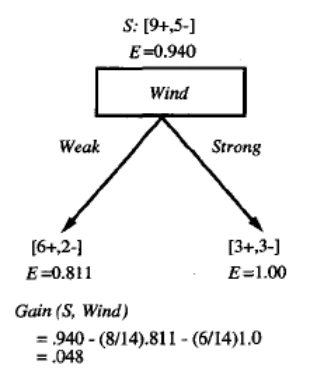 S: [9+,5-]
E=0.940
Wind
Weak
Strong
[6+,2-]
[3+,3-]
E=0.811
E=1.00
Gain (S, Wind)
= .940 - (8/14).811 - (6/14)1.0
= .048